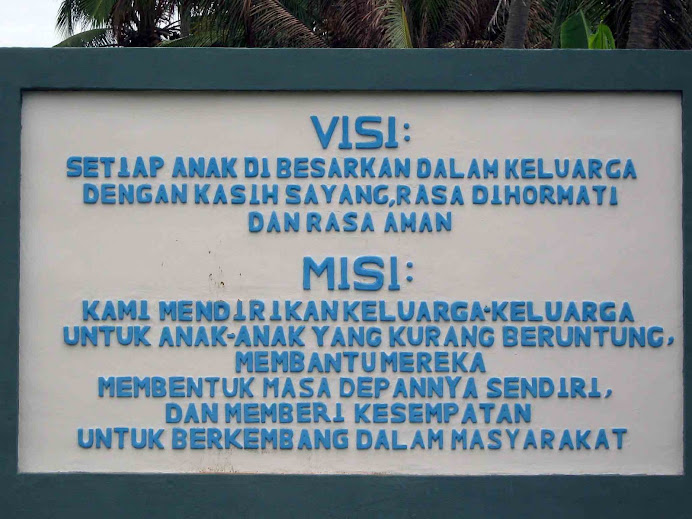 VISI:
SETIAP ANAK DI BESARKAN DALAM KELUARGA
DENGAN KASIH SAYANG,RASA DIHORMATI
DAN RASA AMAN
MISI:
KAMI MENDIRIKAN KELUARGA-KELUARGA
UNTUK ANAK-ANAK YANG KURANG BERUNTUNG,
MEMBANTU MEREKA
MEMBENTUK MASA DEPANNYA SENDIRI,
DAN MEMBERI KESEMPATAN
UNTUK BERKEMBANG DALAM MASYARAKAT